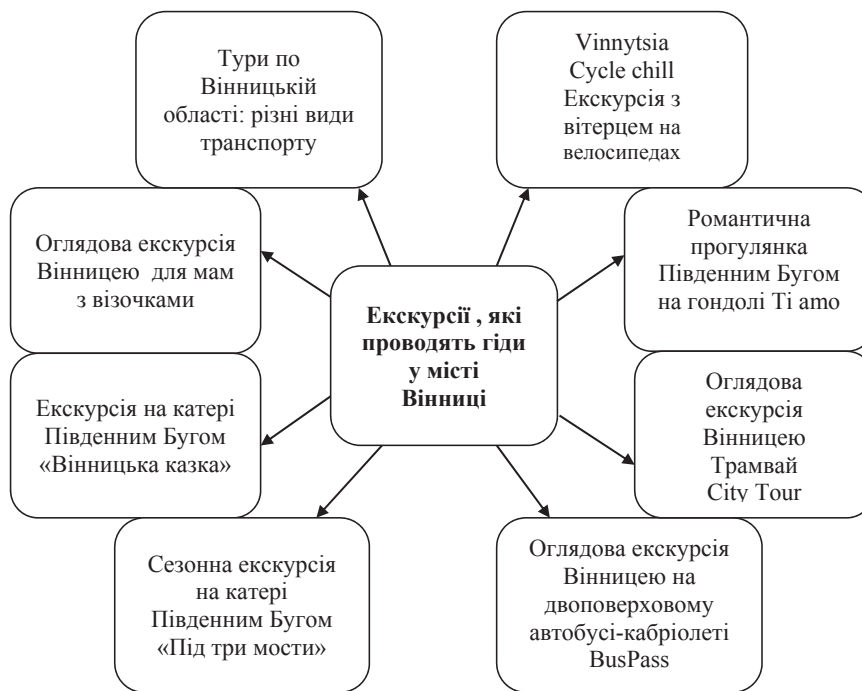 Тури по
Вінницькій
області: різні види
транспорту
Vinnytsia
Cycle chill
Екскурсія з
вітерцем на
велосипедах
Оглядова екскурсія
Вінницею для мам
з візочками
Романтична
прогулянка
Південним Бугом
на гондолі Ti amo
Екскурсії , які
проводять гіди
у місті
Вінниці
Екскурсія на катері
Південним Бугом
«Вінницька казка»
Оглядова
екскурсія
Вінницею
Трамвай
City Tour
Сезонна екскурсія
на катері
Південним Бугом
«Під три мости»
Оглядова екскурсія
Вінницею на
двоповерховому
автобусі-кабріолеті
BusPass